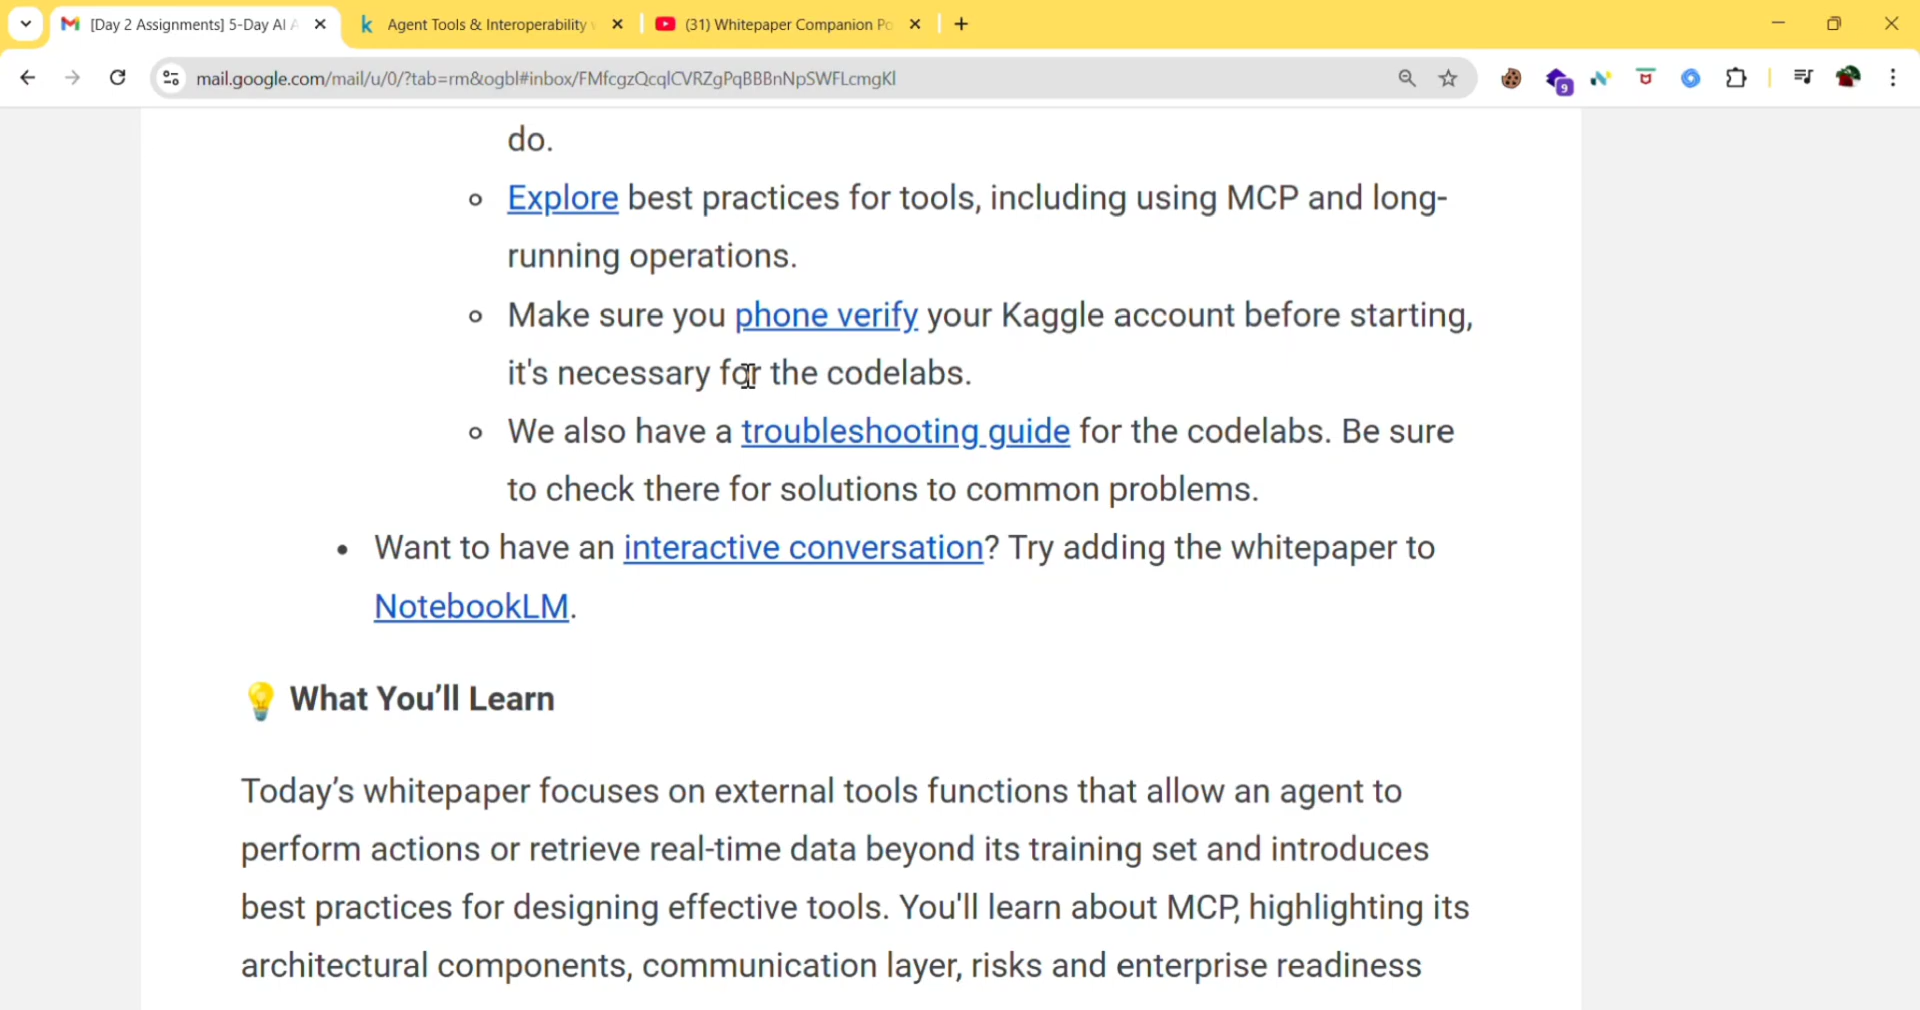 [Day 2 Assignments] 5-Day AI A
Agent Tools & Interoperability
(31) Whitepaper Companion Po
mail.google.com/mail/u/0/?tab=rm&ogbl#inbox/FMfcgzQcqlCVRZgPqBBBnNpSWFLcmgKl
9
do.
Explore best practices for tools, including using MCP and long-
running operations.
Make sure you phone verify your Kaggle account before starting,
it's necessary for the codelabs.
We also have a troubleshooting guide for the codelabs. Be sure
to check there for solutions to common problems.
Want to have an interactive conversation? Try adding the whitepaper to
NotebookLM.
💡 What You’ll Learn
Today’s whitepaper focuses on external tools functions that allow an agent to
perform actions or retrieve real-time data beyond its training set and introduces
best practices for designing effective tools. You'll learn about MCP, highlighting its
architectural components, communication layer, risks and enterprise readiness